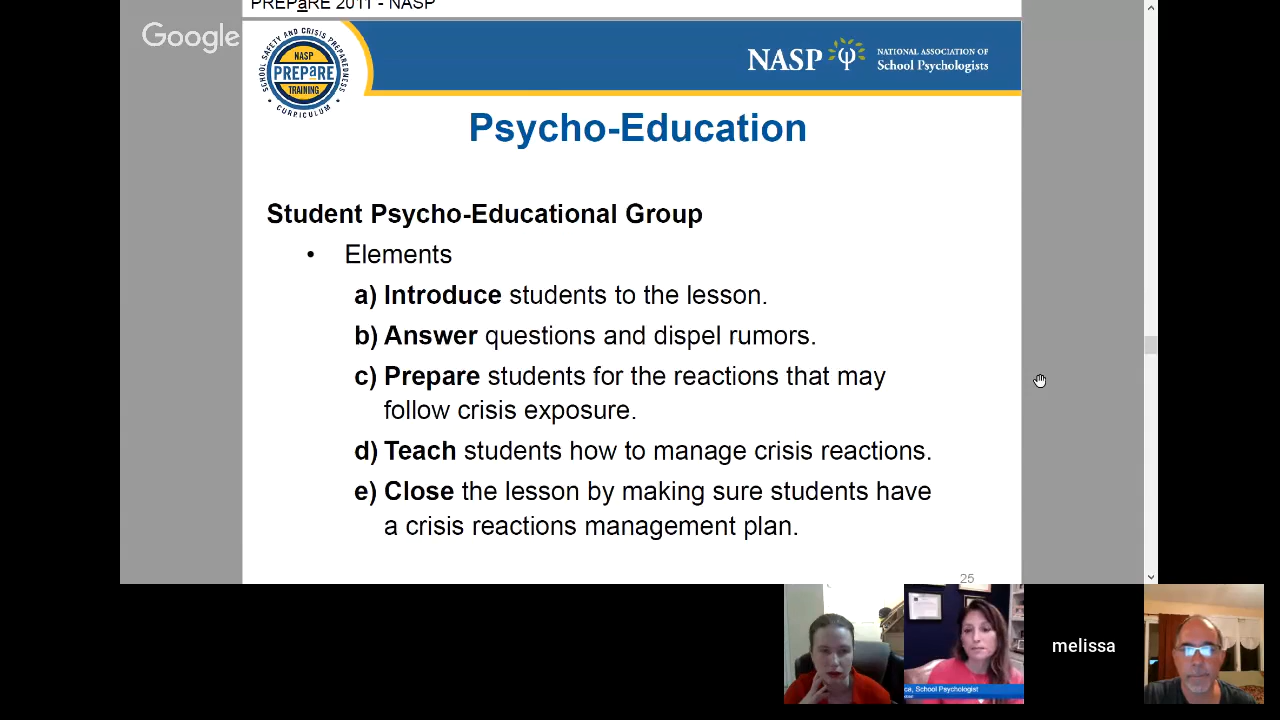 PREPaRE 2011 - NASP
Google
SCHOOL SAFETY AND CRISIS PREPAREDNESS
NASP
PREPaRE
TRAINING
CURRICULUM
NASP
NATIONAL ASSOCIATION OF
School Psychologists
Psycho-Education
Student Psycho-Educational Group
• Elements
a) Introduce students to the lesson.
b) Answer questions and dispel rumors.
c) Prepare students for the reactions that may
follow crisis exposure.
d) Teach students how to manage crisis reactions.
e) Close the lesson by making sure students have
a crisis reactions management plan.
25
School Psychologist
melissa